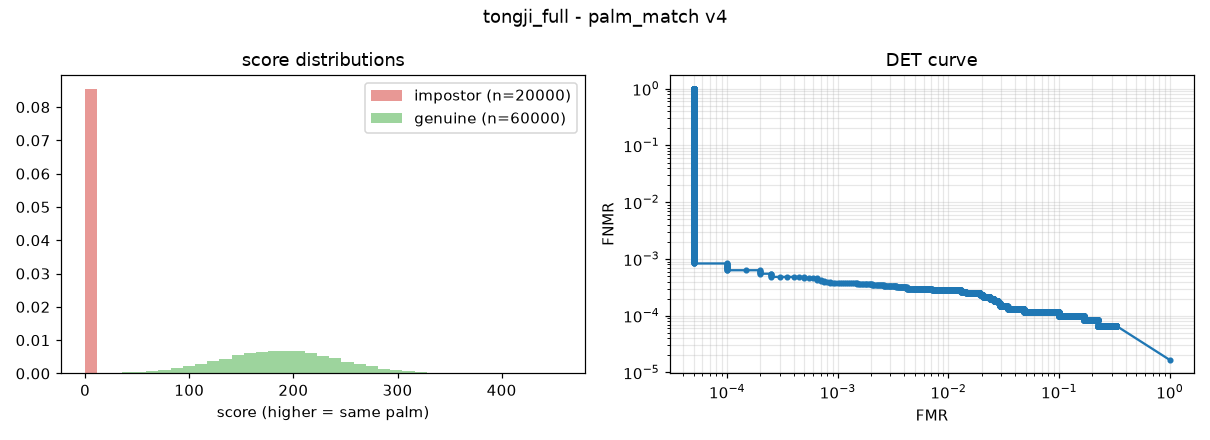 tongji_full - palm_match v4
score distributions
impostor (n=20000)
genuine (n=60000)
0.08
0.07
0.06
0.05
0.04
0.03
0.02
0.01
0.00
0 100 200 300 400
score (higher = same palm)
DET curve
FNMR
10⁰
10⁻¹
10⁻²
10⁻³
10⁻⁴
10⁻⁵
10⁻⁴ 10⁻³ 10⁻² 10⁻¹ 10⁰
FMR